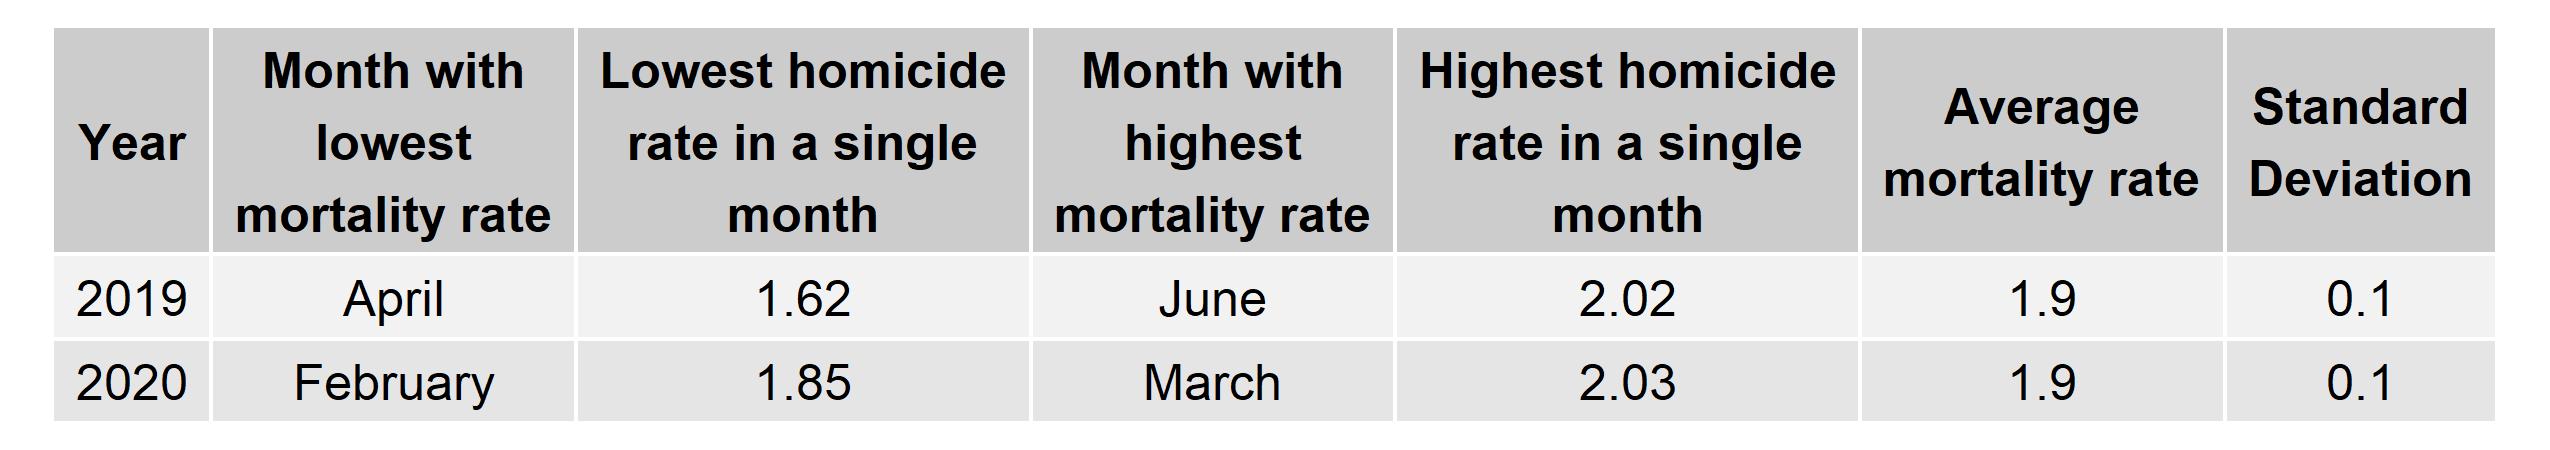 Year
Month with
lowest
mortality rate
Lowest homicide
rate in a single
month
Month with
highest
mortality rate
Highest homicide
rate in a single
month
Average
mortality rate
Standard
Deviation
2019 April 1.62 June 2.02 1.9 0.1
2020 February 1.85 March 2.03 1.9 0.1